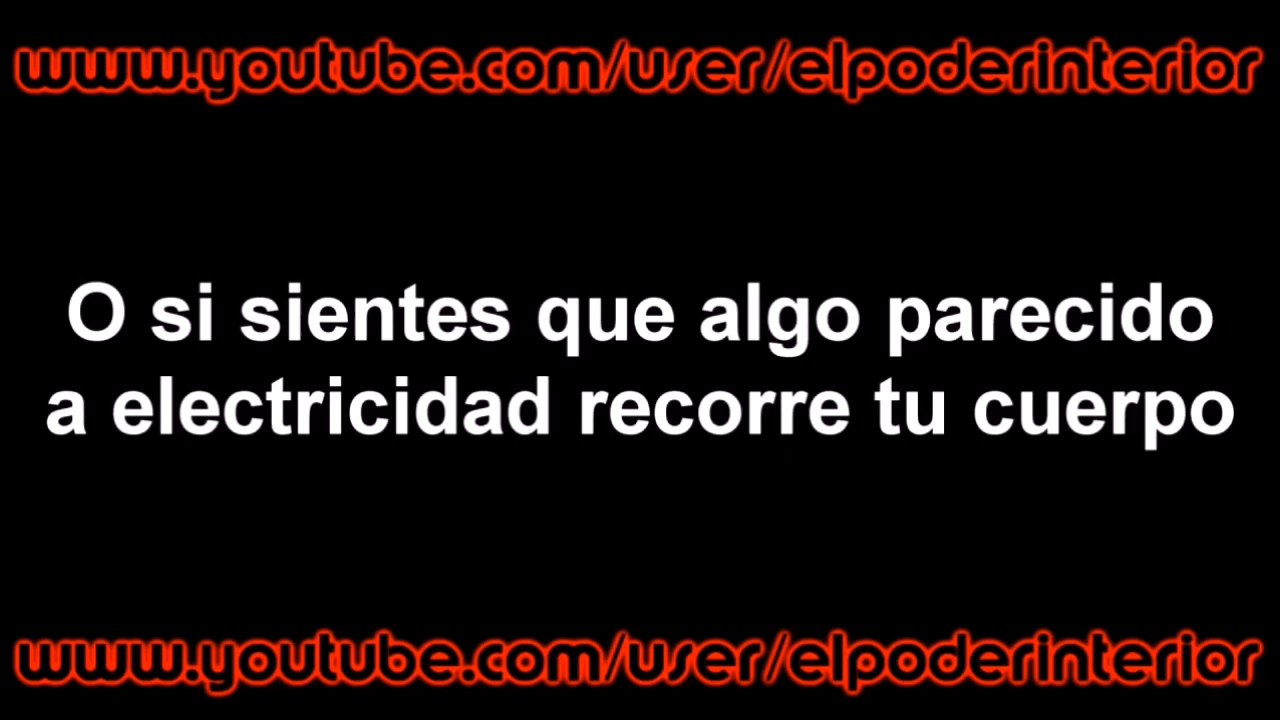 www.youtube.com/user/elpoderinterior
O si sientes que algo parecido
a electricidad recorre tu cuerpo
www.youtube.com/user/elpoderinterior